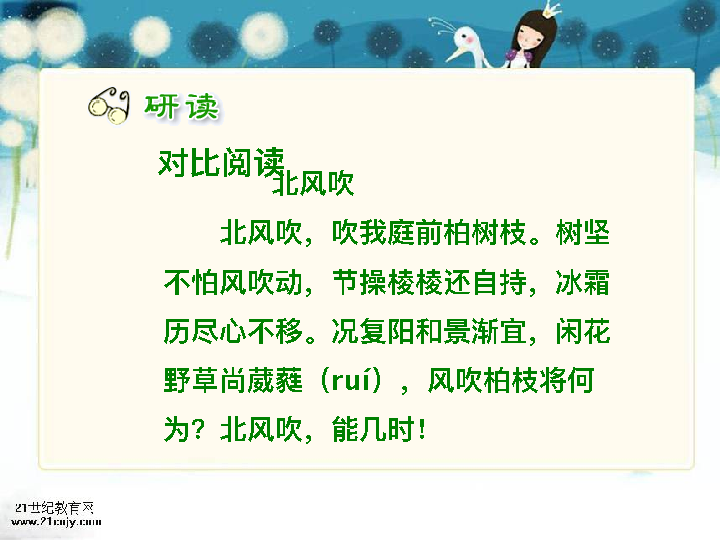 研读
对比阅读
北风吹
北风吹，吹我庭前柏树枝。树坚
不怕风吹动，节操棱棱还自持，冰霜
历尽心不移。况复阳和景渐宜，闲花
野草尚葳蕤（ruí），风吹柏枝将何
为？北风吹，能几时！
21世纪教育网
www.21cnjy.com